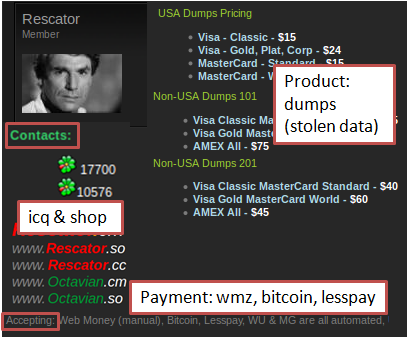 Rescator
Member
Contacts:
17700
10576
icq & shop
www.Rescator.so
www.Rescator.cc
www.Octavian.cm
www.Octavian.so
USA Dumps Pricing
Visa - Classic - $15
Visa - Gold, Plat, Corp - $24
MasterCard - Standard - $15
MasterCard - W
Product:
dumps
(stolen data)
Non-USA Dumps 101
Visa Classic
Visa Gold
AMEX All - $75
Non-USA Dumps 201
Visa Classic MasterCard Standard - $40
Visa Gold MasterCard World - $60
AMEX All - $45
Payment: wmz, bitcoin, lesspay
Accepting: Web Money (manual), Bitcoin, Lesspay, WU & MG are all automated,